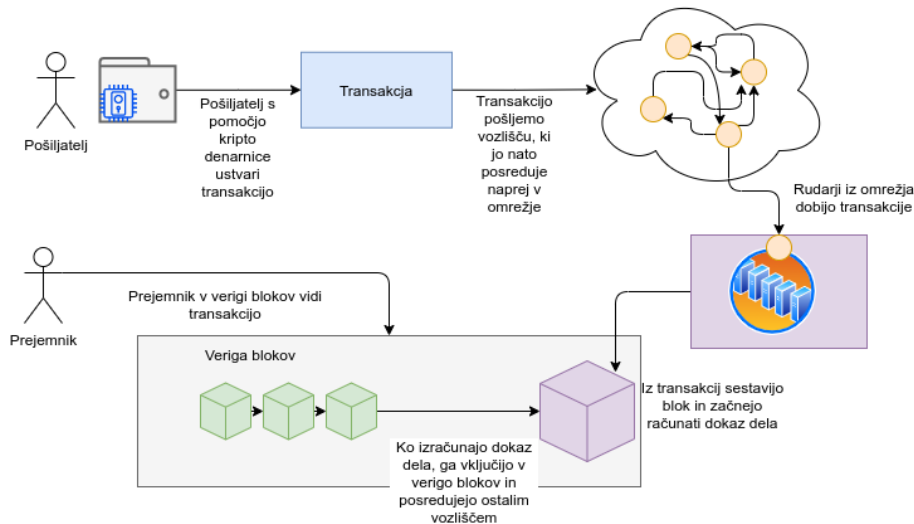 Pošiljatelj
Pošiljatelj s
pomočjo
kripto
denarnice
ustvari
transakcijo
Transakcja
Transakcijo
pošljemo
vozlišču, ki
jo nato
posreduje
naprej v
omrežje
Rudarji iz omrežja
dobijo transakcije
Prejemnik
Prejemnik v verigi blokov vidi
transakcijo
Veriga blokov
Iz transakcij sestavijo
blok in začnejo
računati dokaz dela
Ko izračunajo dokaz
dela, ga vključijo v
verigo blokov in
posredujejo ostalim
vozliščem